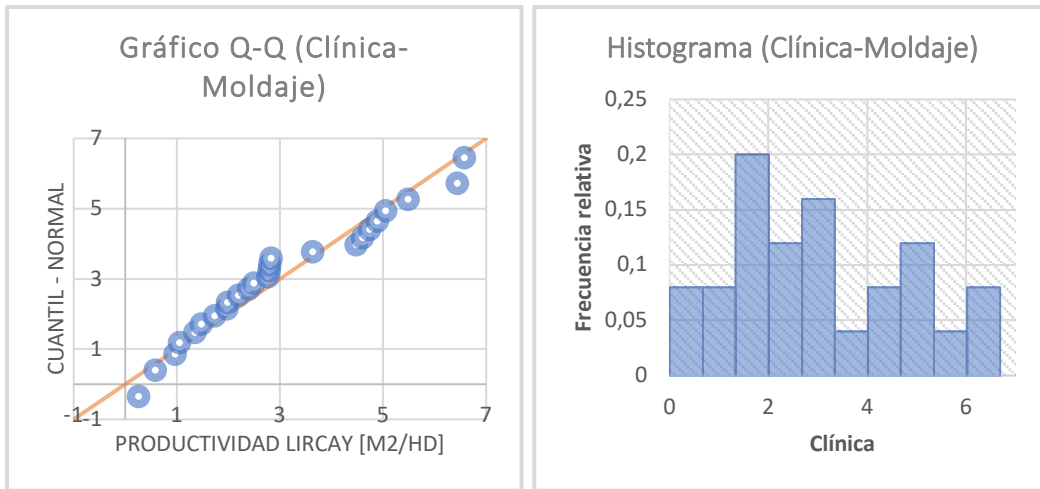 Gráfico Q-Q (Clínica-
Moldaje)
CUANTIL - NORMAL
7
5
3
1
-1
-1 1 3 5 7
PRODUCTIVIDAD LIRCAY [M2/HD]
Histograma (Clínica-Moldaje)
Frecuencia relativa
0,25
0,2
0,15
0,1
0,05
0
0 2 4 6
Clínica